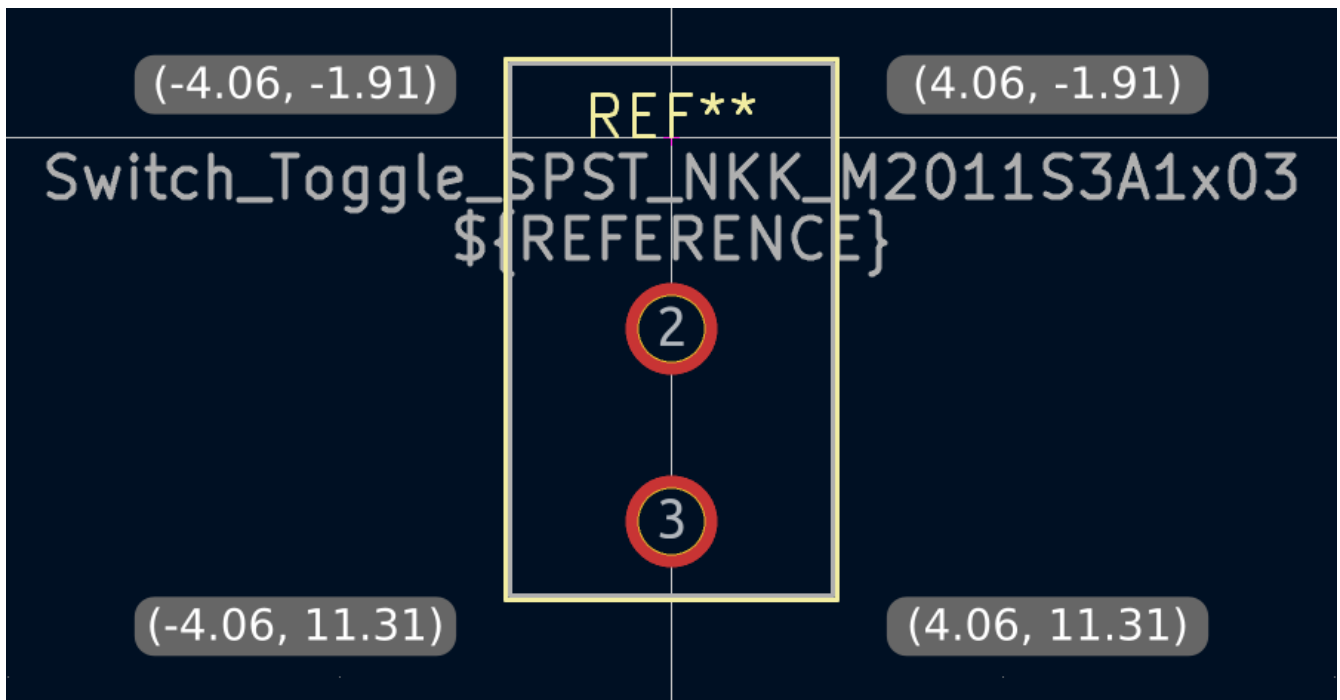 (-4.06, -1.91)
(4.06, -1.91)
REF**
Switch_Toggle_SPST_NKK_M2011S3A1x03
${REFERENCE}
2
3
(-4.06, 11.31)
(4.06, 11.31)